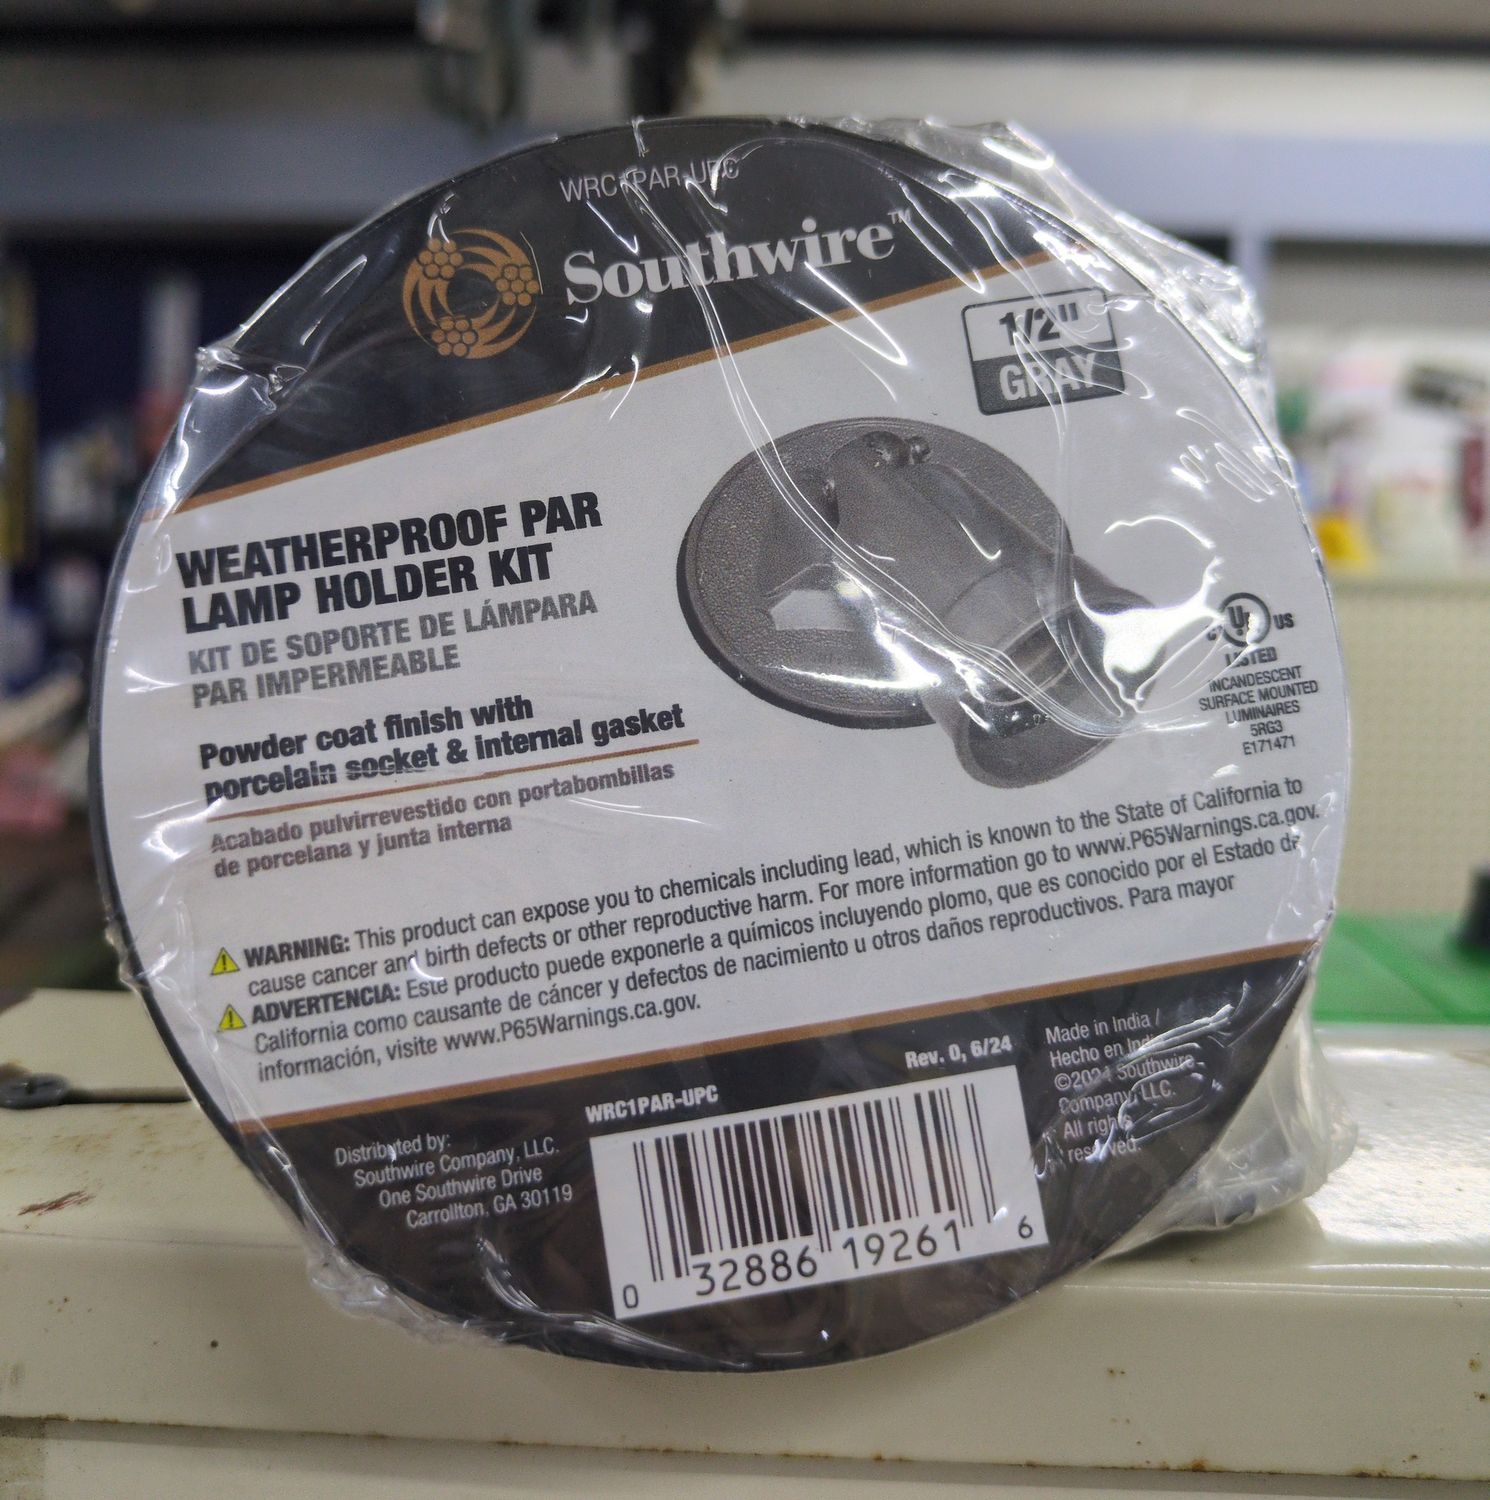 WRC1PAR-UPC
Southwire™
1/2"
GRAY
WEATHERPROOF PAR
LAMP HOLDER KIT
KIT DE SOPORTE DE LÁMPARA
PAR IMPERMEABLE
Powder coat finish with
porcelain socket & internal gasket
Acabado pulvirrevestido con portabombillas
de porcelana y junta interna
c UL US
LISTED
INCANDESCENT
SURFACE MOUNTED
LUMINAIRES
5RG3
E171471
WARNING: This product can expose you to chemicals including lead, which is known to the State of California to
cause cancer and birth defects or other reproductive harm. For more information go to www.P65Warnings.ca.gov.
ADVERTENCIA: Este producto puede exponerle a químicos incluyendo plomo, que es conocido por el Estado de
California como causante de cáncer y defectos de nacimiento u otros daños reproductivos. Para mayor
información, visite www.P65Warnings.ca.gov.
Distributed by:
Southwire Company, LLC.
One Southwire Drive
Carrollton, GA 30119
WRC1PAR-UPC
Rev. 0, 6/24
0 32886 19261 6
Made in India /
Hecho en India
©2024 Southwire
Company, LLC.
All rights
reserved.